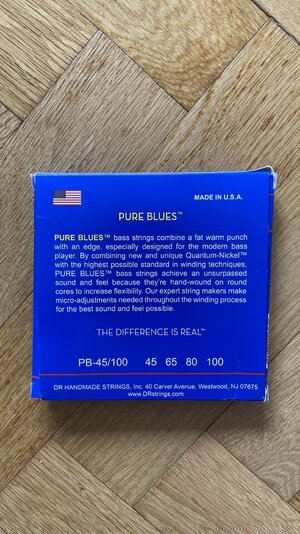 MADE IN U.S.A.
PURE BLUES™
PURE BLUES™ bass strings combine a fat warm punch
with an edge, especially designed for the modern bass
player. By combining new and unique Quantum-Nickel™
with the highest possible standard in winding techniques,
PURE BLUES™ bass strings achieve an unsurpassed
sound and feel because they're hand-wound on round
cores to increase flexibility. Our expert string makers make
micro-adjustments needed throughout the winding process
for the best sound and feel possible.
THE DIFFERENCE IS REAL™
PB-45/100 45 65 80 100
DR HANDMADE STRINGS, Inc. 40 Carver Avenue, Westwood, NJ 07675
www.DRstrings.com